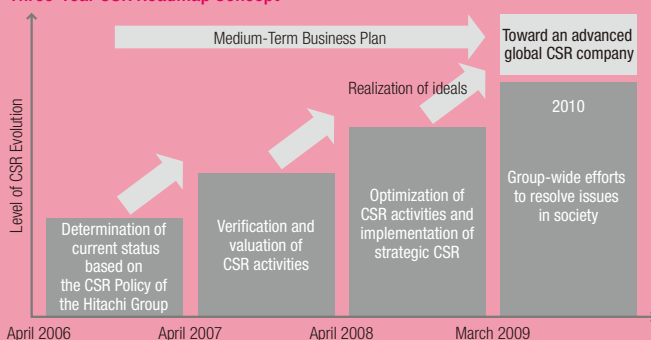 Three-Year CSR Roadmap Concept
Medium-Term Business Plan
Toward an advanced
global CSR company
Realization of ideals
2010
Level of CSR Evolution
Determination of
current status
based on
the CSR Policy of
the Hitachi Group
Verification and
valuation of
CSR activities
Optimization of
CSR activities and
implementation of
strategic CSR
Group-wide efforts
to resolve issues
in society
April 2006
April 2007
April 2008
March 2009